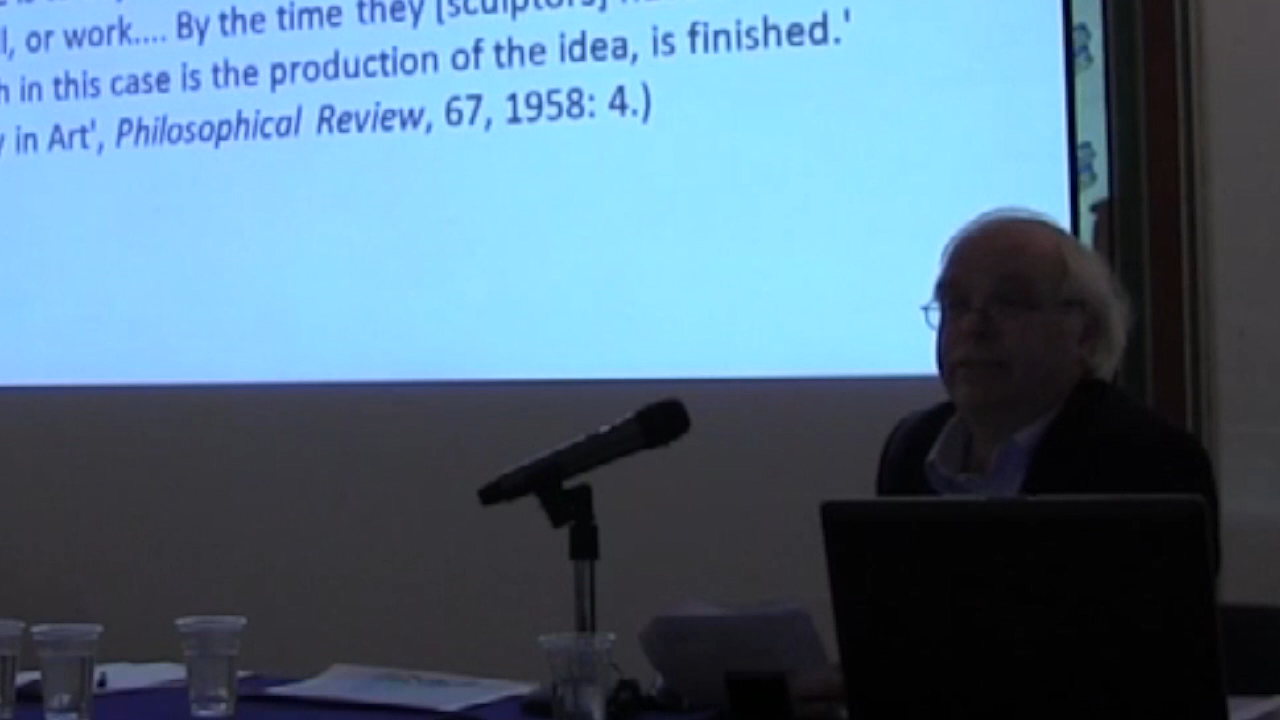 , or work.... By the time they [sculptors]
in this case is the production of the idea, is finished.'
in Art', Philosophical Review, 67, 1958: 4.)